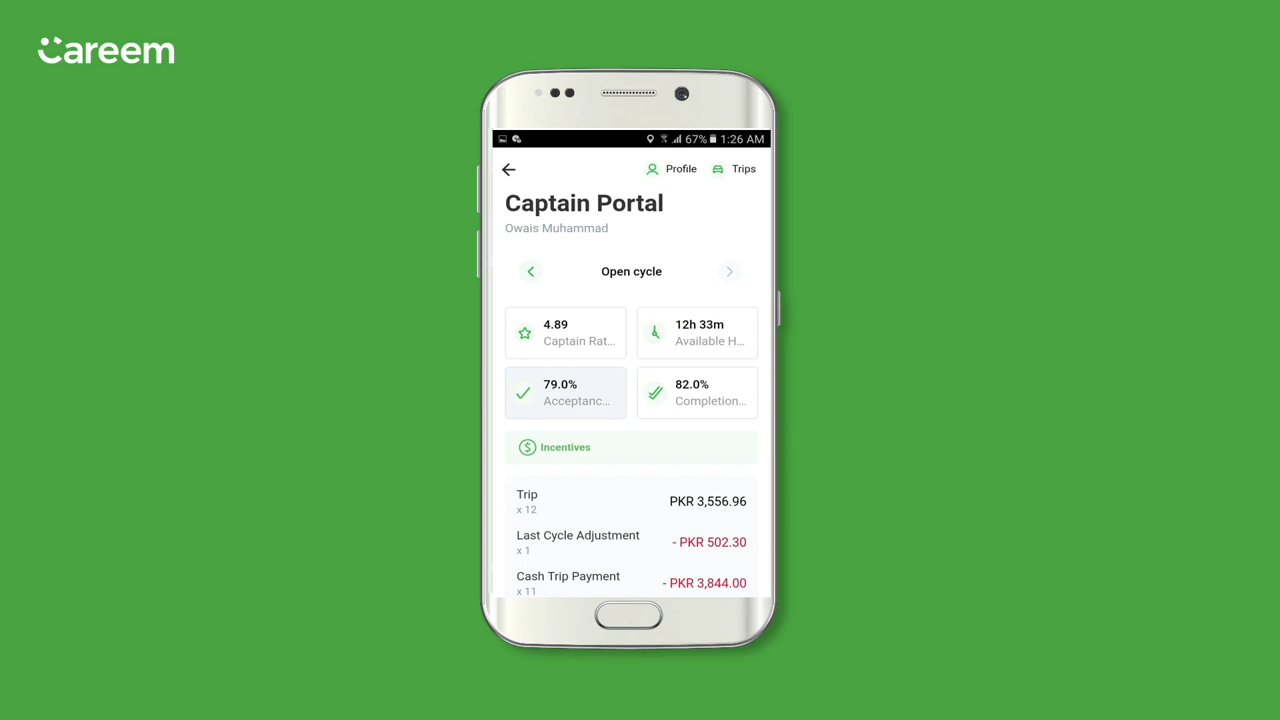 Careem
67% 1:26 AM
Profile Trips
Captain Portal
Owais Muhammad
Open cycle
4.89
Captain Rat...
12h 33m
Available H...
79.0%
Acceptanc...
82.0%
Completion...
Incentives
Trip
x 12
PKR 3,556.96
Last Cycle Adjustment
x 1
- PKR 502.30
Cash Trip Payment
x 11
- PKR 3,844.00